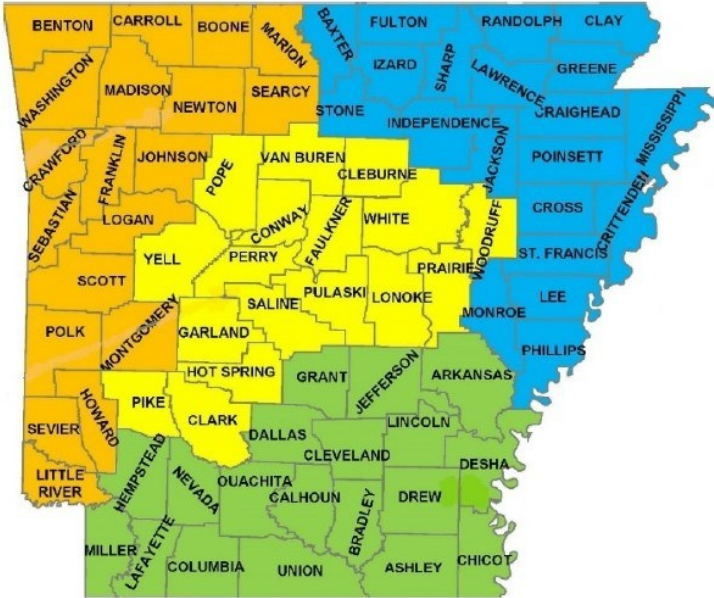 BENTON
CARROLL
BOONE
MARION
BAXTER
FULTON
RANDOLPH
CLAY
WASHINGTON
MADISON
NEWTON
SEARCY
STONE
IZARD
SHARP
LAWRENCE
GREENE
INDEPENDENCE
CRAIGHEAD
MISSISSIPPI
CRAWFORD
FRANKLIN
JOHNSON
POPE
VAN BUREN
CLEBURNE
JACKSON
POINSETT
SEBASTIAN
LOGAN
CONWAY
FAULKNER
WHITE
WOODRUFF
CROSS
CRITTENDEN
SCOTT
YELL
PERRY
PRAIRIE
ST. FRANCIS
POLK
MONTGOMERY
GARLAND
SALINE
PULASKI
LONOKE
MONROE
LEE
PHILLIPS
HOT SPRING
GRANT
JEFFERSON
ARKANSAS
SEVIER
HOWARD
PIKE
CLARK
DALLAS
CLEVELAND
LINCOLN
DESHA
LITTLE
RIVER
HEMPSTEAD
NEVADA
OUACHITA
CALHOUN
BRADLEY
DREW
MILLER
LAFAYETTE
COLUMBIA
UNION
ASHLEY
CHICOT